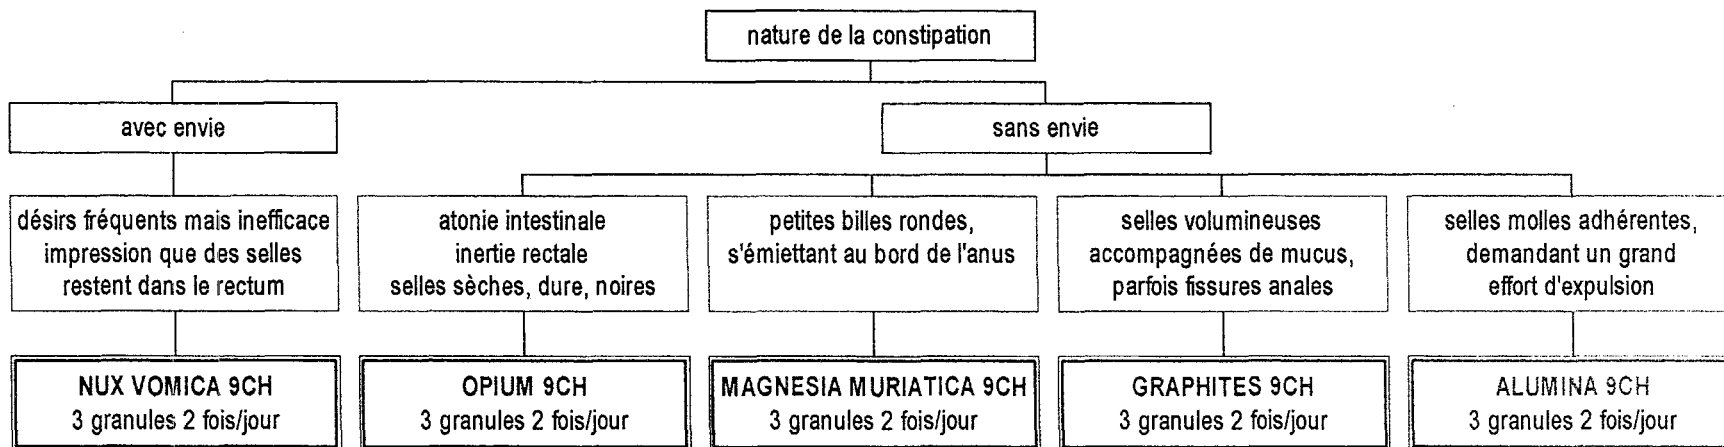 nature de la constipation
avec envie
sans envie
désirs fréquents mais inefficace
impression que des selles
restent dans le rectum
atonie intestinale
inertie rectale
selles sèches, dure, noires
petites billes rondes,
s'émiettant au bord de l'anus
selles volumineuses
accompagnées de mucus,
parfois fissures anales
selles molles adhérentes,
demandant un grand
effort d'expulsion
NUX VOMICA 9CH
3 granules 2 fois/jour
OPIUM 9CH
3 granules 2 fois/jour
MAGNESIA MURIATICA 9CH
3 granules 2 fois/jour
GRAPHITES 9CH
3 granules 2 fois/jour
ALUMINA 9CH
3 granules 2 fois/jour